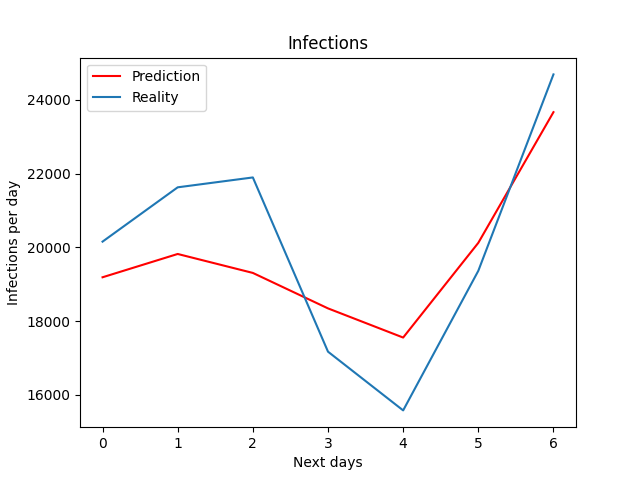 Infections
Prediction
Reality
24000
22000
20000
18000
16000
Infections per day
0 1 2 3 4 5 6
Next days